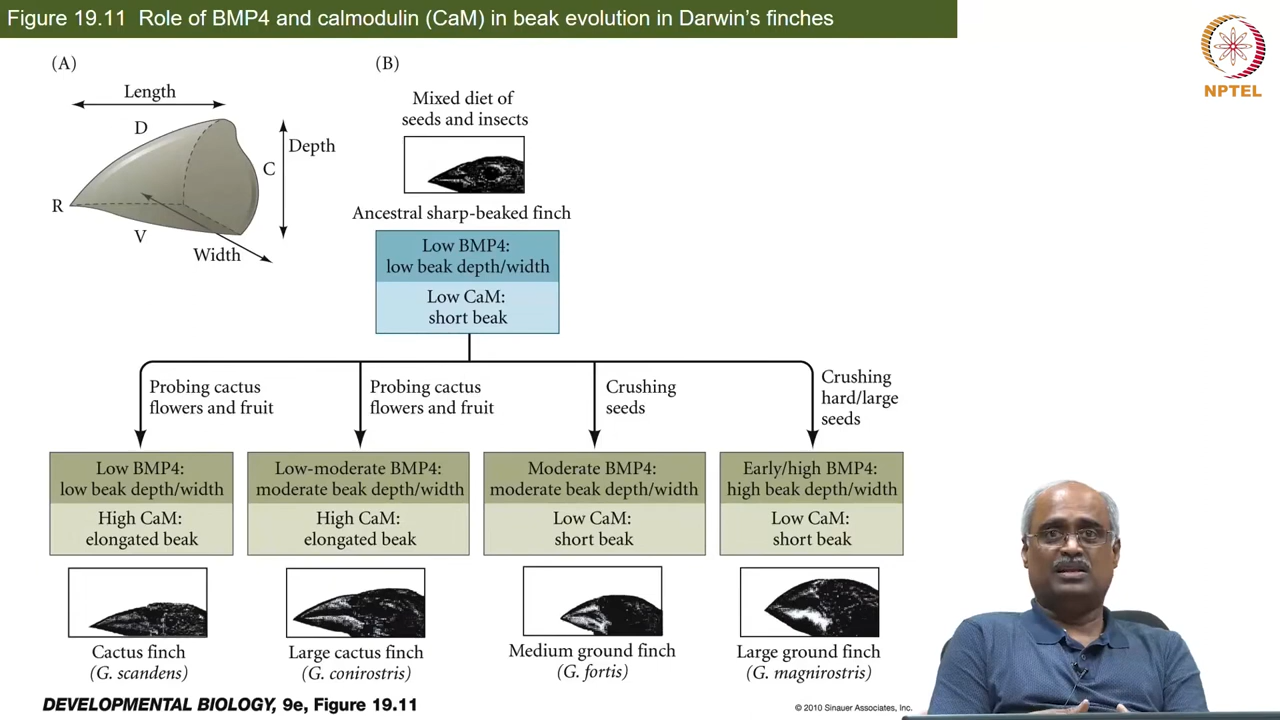 Figure 19.11 Role of BMP4 and calmodulin (CaM) in beak evolution in Darwin’s finches
NPTEL
(A)
Length
D
Depth
C
R
V
Width
(B)
Mixed diet of
seeds and insects
Ancestral sharp-beaked finch
Low BMP4:
low beak depth/width
Low CaM:
short beak
Probing cactus
flowers and fruit
Probing cactus
flowers and fruit
Crushing
seeds
Crushing
hard/large
seeds
Low BMP4:
low beak depth/width
High CaM:
elongated beak
Low-moderate BMP4:
moderate beak depth/width
High CaM:
elongated beak
Moderate BMP4:
moderate beak depth/width
Low CaM:
short beak
Early/high BMP4:
high beak depth/width
Low CaM:
short beak
Cactus finch
(G. scandens)
Large cactus finch
(G. conirostris)
Medium ground finch
(G. fortis)
Large ground finch
(G. magnirostris)
DEVELOPMENTAL BIOLOGY, 9e, Figure 19.11
© 2010 Sinauer Associates, Inc.